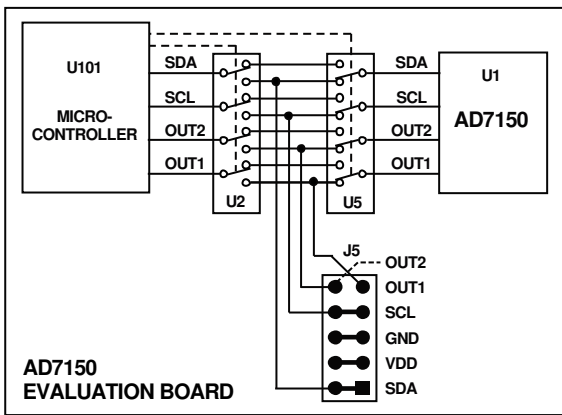 U101
MICRO-
CONTROLLER
SDA
SCL
OUT2
OUT1
U2
U5
SDA
SCL
OUT2
OUT1
U1
AD7150
J5
OUT2
OUT1
SCL
GND
VDD
SDA
AD7150
EVALUATION BOARD